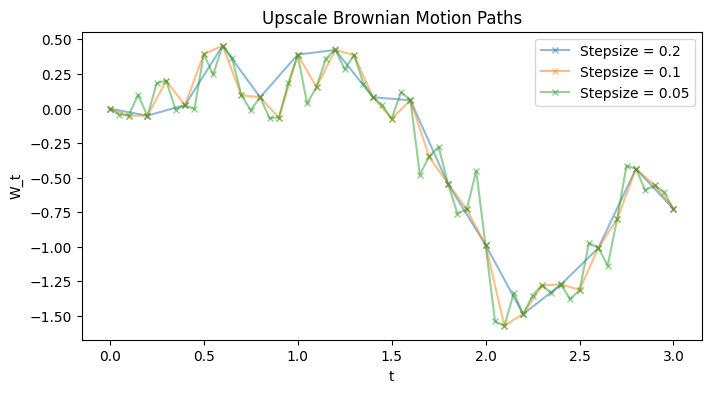 Upscale Brownian Motion Paths
W_t
0.50
0.25
0.00
−0.25
−0.50
−0.75
−1.00
−1.25
−1.50
Stepsize = 0.2
Stepsize = 0.1
Stepsize = 0.05
0.0 0.5 1.0 1.5 2.0 2.5 3.0
t